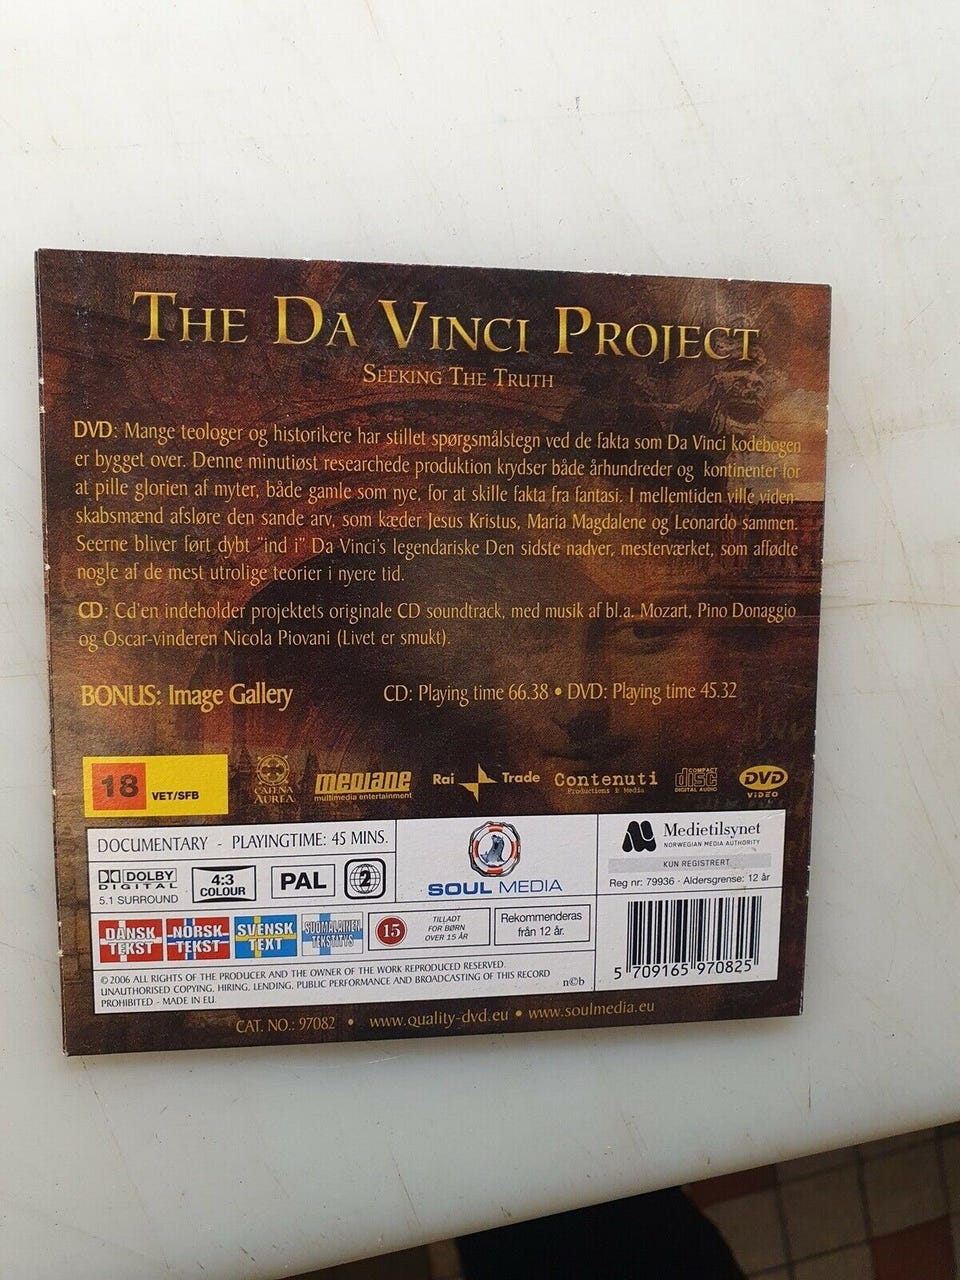 THE DA VINCI PROJECT
SEEKING THE TRUTH
DVD: Mange teologer og historikere har stillet spørgsmålstegn ved de fakta som Da Vinci kodebogen
er bygget over. Denne minutiøst researchede produktion krydser både århundreder og kontinenter for
at pille glorien af myter, både gamle som nye, for at skille fakta fra fantasi. I mellemtiden ville viden-
skabsmænd afsløre den sande arv, som kæder Jesus Kristus, Maria Magdalene og Leonardo sammen.
Seerne bliver ført dybt "ind i" Da Vinci's legendariske Den sidste nadver, mesterværket, som affødte
nogle af de mest utrolige teorier i nyere tid.
CD: Cd'en indeholder projektets originale CD soundtrack, med musik af bl.a. Mozart, Pino Donaggio
og Oscar-vinderen Nicola Piovani (Livet er smukt).
BONUS: Image Gallery
CD: Playing time 66.38 • DVD: Playing time 45.32
18 VET/SFB
CATENA
AUREA
mediane
multimedia entertainment
Rai Trade
Contenuti
Productions & Media
COMPACT
disc
DIGITAL AUDIO
DVD
VIDEO
DOCUMENTARY - PLAYINGTIME: 45 MINS.
DOLBY
DIGITAL
5.1 SURROUND
4:3
COLOUR
PAL
2
SOUL MEDIA
Medietilsynet
NORWEGIAN MEDIA AUTHORITY
KUN REGISTRERT
Reg nr: 79936 · Aldersgrense: 12 år
DANSK
TEKST
NORSK
TEKST
SVENSK
TEXT
SUOMALAINEN
TEKSTITYS
15
TILLADT
FOR BØRN
OVER 15 ÅR
Rekommenderas
från 12 år.
5 709165 970825
©2006 ALL RIGHTS OF THE PRODUCER AND THE OWNER OF THE WORK REPRODUCED RESERVED.
UNAUTHORISED COPYING, HIRING, LENDING, PUBLIC PERFORMANCE AND BROADCASTING OF THIS RECORD
PROHIBITED - MADE IN EU.
n©b
CAT. NO.: 97082 • www.quality-dvd.eu • www.soulmedia.eu